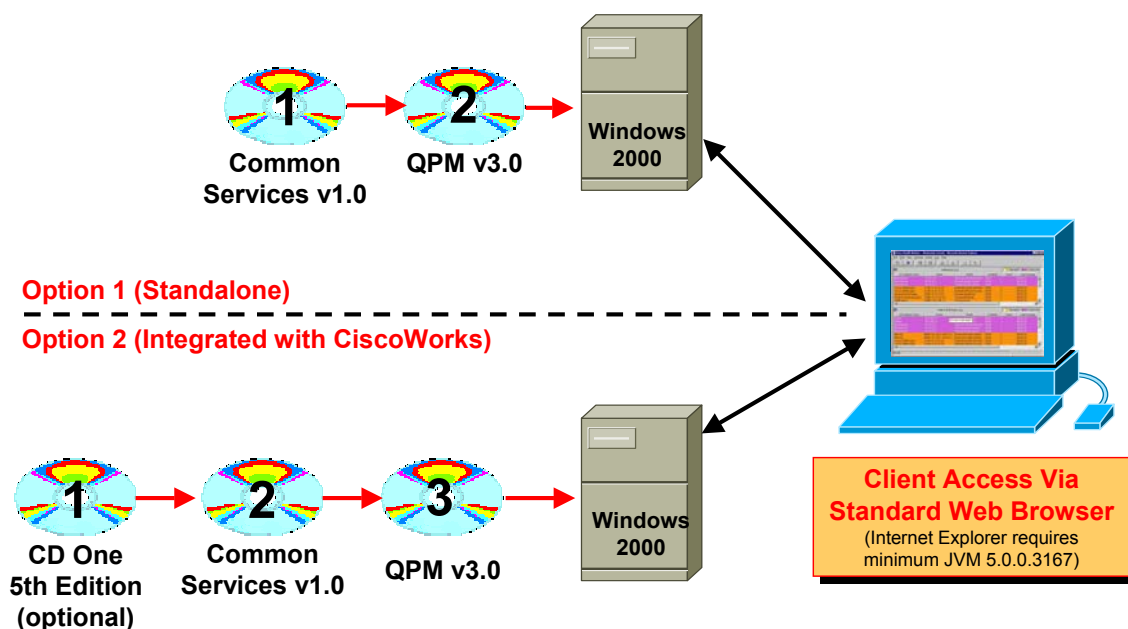 1
2
Common
Services v1.0
QPM v3.0
Windows
2000
Option 1 (Standalone)
Option 2 (Integrated with CiscoWorks)
1
2
3
CD One
5th Edition
(optional)
Common
Services v1.0
QPM v3.0
Windows
2000
Client Access Via
Standard Web Browser
(Internet Explorer requires
minimum JVM 5.0.0.3167)